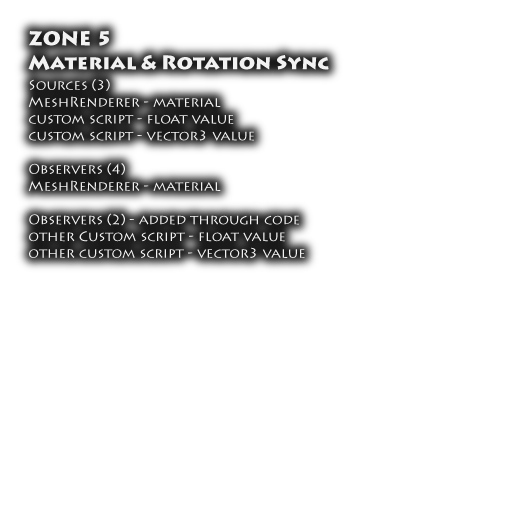 ZONE 5
Material & Rotation Sync
Sources (3)
MeshRenderer - material
custom script - float value
custom script - vector3 value
Observers (4)
MeshRenderer - material
Observers (2) - added through code
other Custom script - float value
other custom script - vector3 value